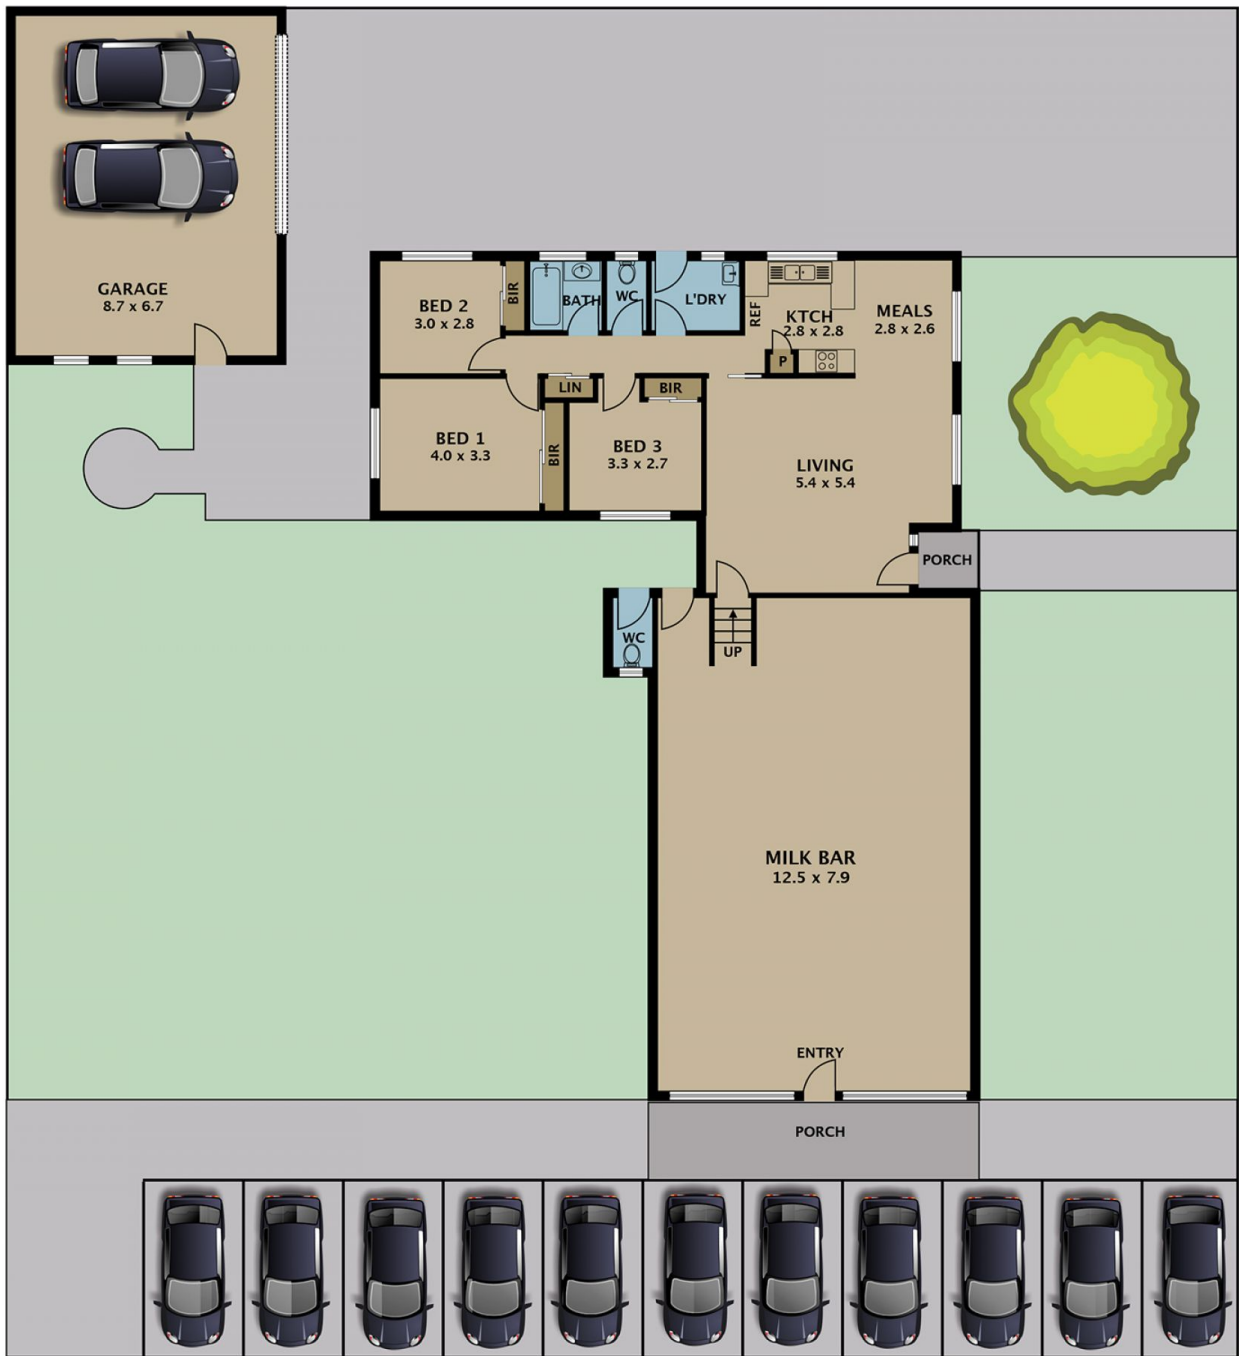 GARAGE
8.7 x 6.7
BED 2
3.0 x 2.8
BIR
BATH
WC
L'DRY
REF
KTCH
2.8 x 2.8
P
MEALS
2.8 x 2.6
LIN
BIR
BED 1
4.0 x 3.3
BIR
BED 3
3.3 x 2.7
LIVING
5.4 x 5.4
PORCH
WC
UP
MILK BAR
12.5 x 7.9
ENTRY
PORCH